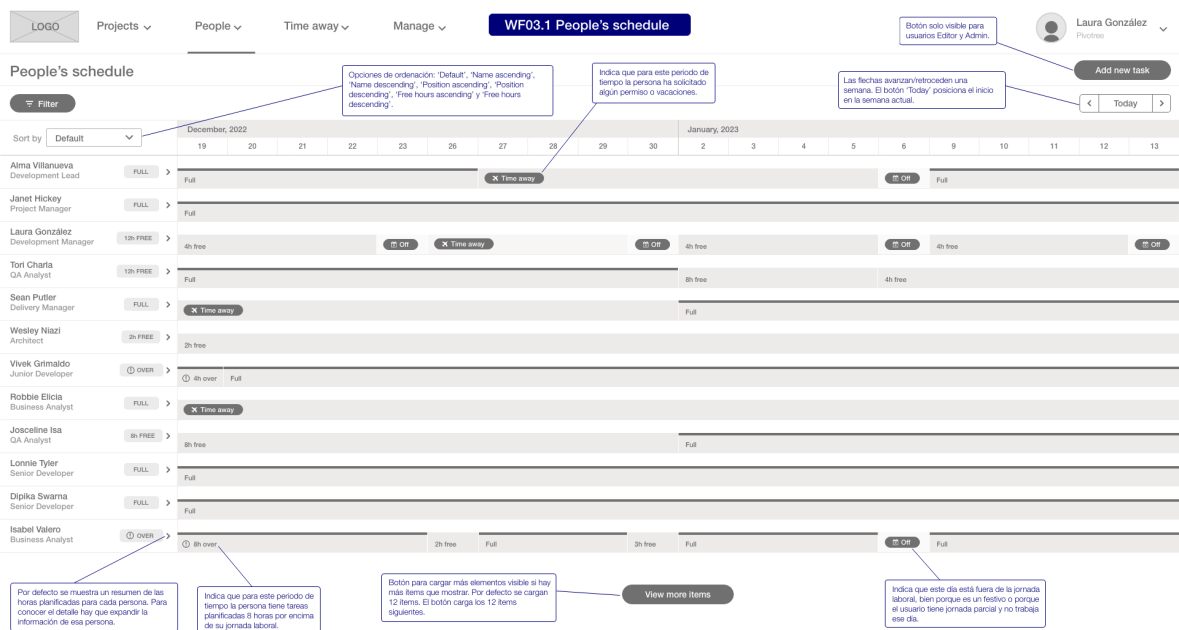 LOGO
Projects
People
Time away
Manage
WF03.1 People's schedule
Botón solo visible para
usuarios Editor y Admin.
Laura González
Pivotree
People's schedule
Add new task
Opciones de ordenación: 'Default', 'Name ascending',
'Name descending', 'Position ascending', 'Position
descending', 'Free hours ascending' y 'Free hours
descending'.
Indica que para este periodo de
tiempo la persona ha solicitado
algún permiso o vacaciones.
Las flechas avanzan/retroceden una
semana. El botón 'Today' posiciona el inicio
en la semana actual.
Filter
Today
Sort by Default
December, 2022
January, 2023
19 20 21 22 23 26 27 28 29 30 2 3 4 5 6 9 10 11 12 13
Alma Villanueva
Development Lead
FULL
Full
Time away
Off
Full
Janet Hickey
Project Manager
FULL
Full
Laura González
Development Manager
12h FREE
4h free
Off
Time away
Off
4h free
Off
4h free
Off
Tori Charla
QA Analyst
12h FREE
Full
8h free
4h free
Sean Putler
Delivery Manager
FULL
Time away
Full
Wesley Niazi
Architect
2h FREE
2h free
Vivek Grimaldo
Junior Developer
OVER
4h over
Full
Robbie Elicia
Business Analyst
FULL
Time away
Josceline Isa
QA Analyst
8h FREE
8h free
Full
Lonnie Tyler
Senior Developer
FULL
Full
Dipika Swarna
Senior Developer
FULL
Full
Isabel Valero
Business Analyst
OVER
8h over
2h free
Full
3h free
Full
Off
Full
Por defecto se muestra un resumen de las
horas planificadas para cada persona. Para
conocer el detalle hay que expandir la
información de esa persona.
Indica que para este periodo de
tiempo la persona tiene tareas
planificadas 8 horas por encima
de su jornada laboral.
Botón para cargar más elementos visible si hay
más items que mostrar. Por defecto se cargan
12 items. El botón carga los 12 items
siguientes.
View more items
Indica que este día está fuera de la jornada
laboral, bien porque es un festivo o porque
el usuario tiene jornada parcial y no trabaja
ese día.